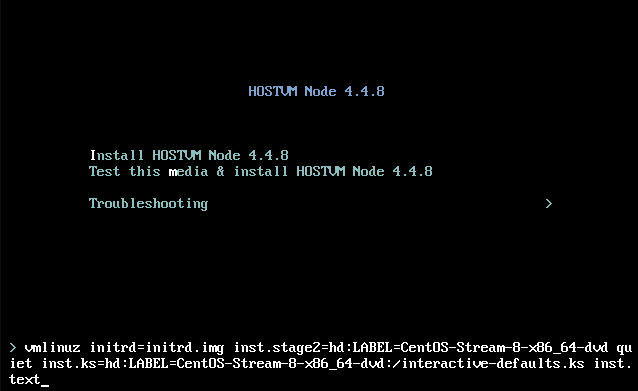 HOSTVM Node 4.4.8
Install HOSTVM Node 4.4.8
Test this media & install HOSTVM Node 4.4.8
Troubleshooting >
> vmlinuz initrd=initrd.img inst.stage2=hd:LABEL=CentOS-Stream-8-x86_64-dvd qu
iet inst.ks=hd:LABEL=CentOS-Stream-8-x86_64-dvd:/interactive-defaults.ks inst.
text_